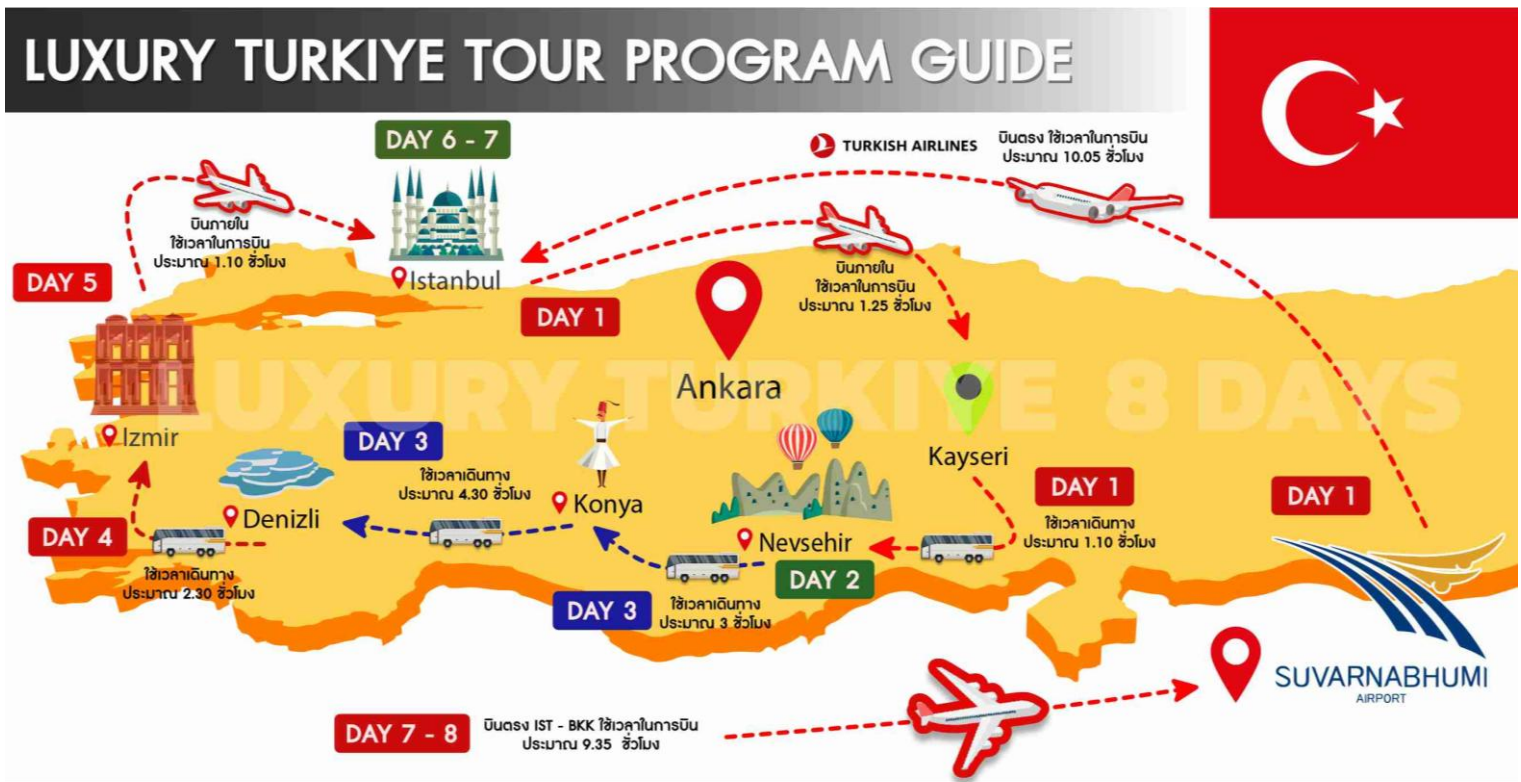 LUXURY TURKIYE TOUR PROGRAM GUIDE
DAY 6 - 7
TURKISH AIRLINES
บินตรง ใช้เวลาในการบิน
ประมาณ 10.05 ชั่วโมง
บินภายใน
ใช้เวลาในการบิน
ประมาณ 1.10 ชั่วโมง
DAY 5
Istanbul
DAY 1
บินภายใน
ใช้เวลาในการบิน
ประมาณ 1.25 ชั่วโมง
Ankara
LUXURY TURKIYE 8 DAYS
Izmir
DAY 3
ใช้เวลาเดินทาง
ประมาณ 4.30 ชั่วโมง
Konya
Kayseri
DAY 1
ใช้เวลาเดินทาง
ประมาณ 1.10 ชั่วโมง
DAY 1
DAY 4
Denizli
ใช้เวลาเดินทาง
ประมาณ 2.30 ชั่วโมง
Nevsehir
DAY 2
DAY 3
ใช้เวลาเดินทาง
ประมาณ 3 ชั่วโมง
SUVARNABHUMI
AIRPORT
DAY 7 - 8
บินตรง IST - BKK ใช้เวลาในการบิน
ประมาณ 9.35 ชั่วโมง